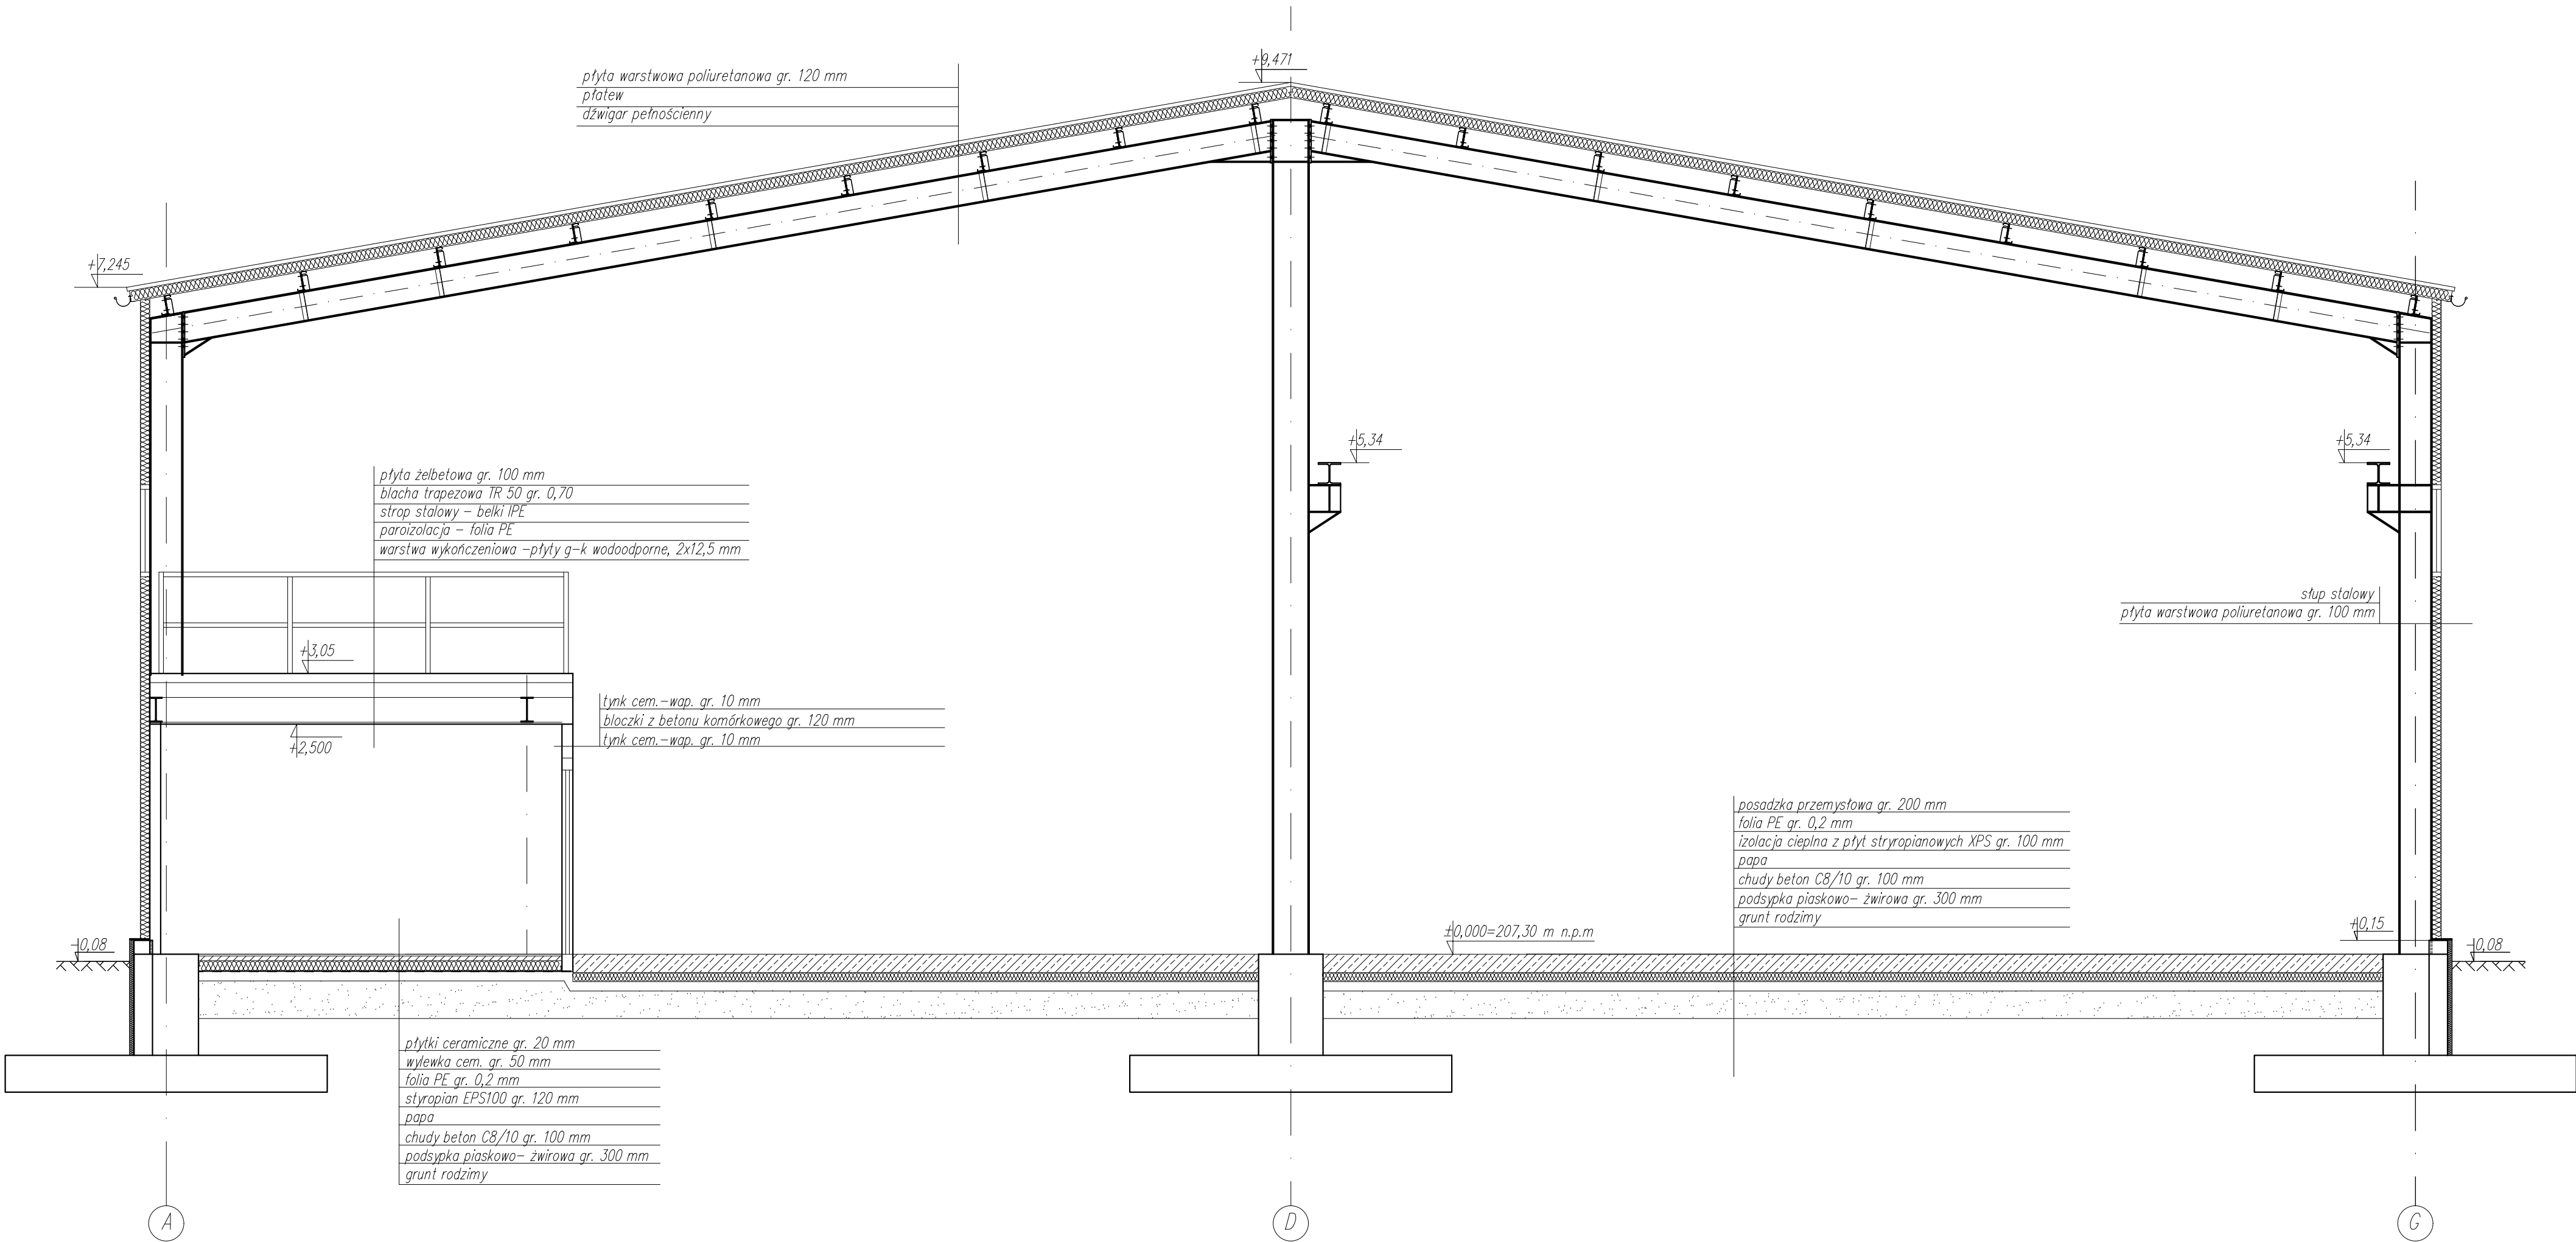 +9,471
płyta warstwowa poliuretanowa gr. 120 mm
płatew
dźwigar pełnościenny
+7,245
+5,34
+5,34
płyta żelbetowa gr. 100 mm
blacha trapezowa TR 50 gr. 0,70
strop stalowy – belki IPE
paroizolacja – folia PE
warstwa wykończeniowa –płyty g–k wodoodporne, 2x12,5 mm
słup stalowy
płyta warstwowa poliuretanowa gr. 100 mm
+3,05
tynk cem.–wap. gr. 10 mm
bloczki z betonu komórkowego gr. 120 mm
tynk cem.–wap. gr. 10 mm
+2,500
posadzka przemysłowa gr. 200 mm
folia PE gr. 0,2 mm
izolacja cieplna z płyt stryropianowych XPS gr. 100 mm
papa
chudy beton C8/10 gr. 100 mm
podsypka piaskowo– żwirowa gr. 300 mm
grunt rodzimy
±0,000=207,30 m n.p.m
+0,15
-0,08
-0,08
płytki ceramiczne gr. 20 mm
wylewka cem. gr. 50 mm
folia PE gr. 0,2 mm
styropian EPS100 gr. 120 mm
papa
chudy beton C8/10 gr. 100 mm
podsypka piaskowo– żwirowa gr. 300 mm
grunt rodzimy
A
D
G